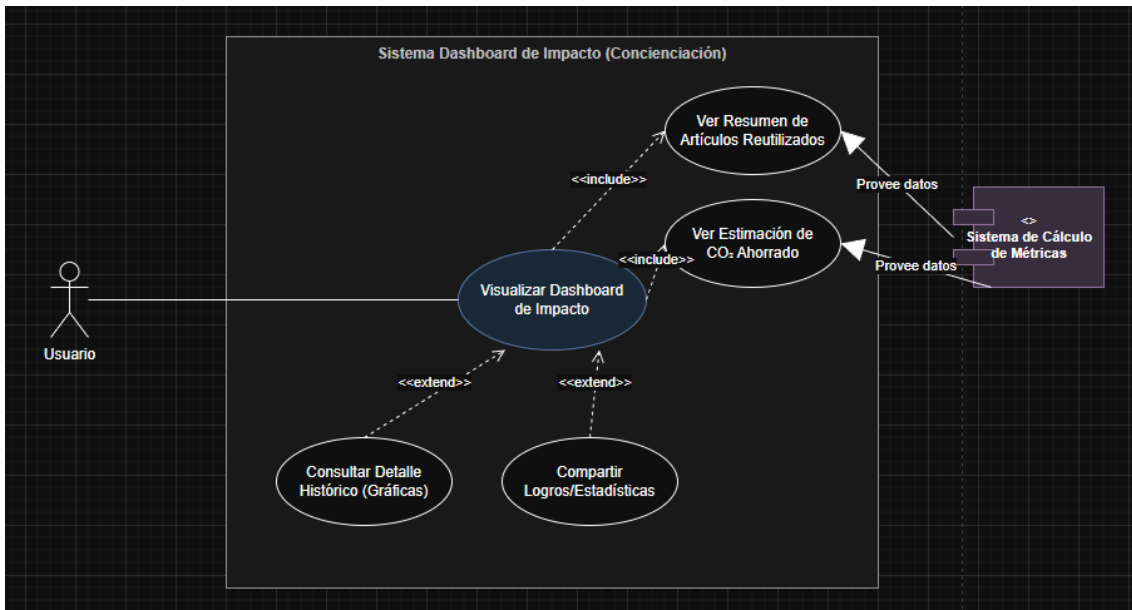 Sistema Dashboard de Impacto (Concienciación)
Ver Resumen de
Artículos Reutilizados
<<include>>
Provee datos
Ver Estimación de
CO₂ Ahorrado
<<include>>
Provee datos
<>
Sistema de Cálculo
de Métricas
Visualizar Dashboard
de Impacto
Usuario
<<extend>>
<<extend>>
Consultar Detalle
Histórico (Gráficas)
Compartir
Logros/Estadísticas